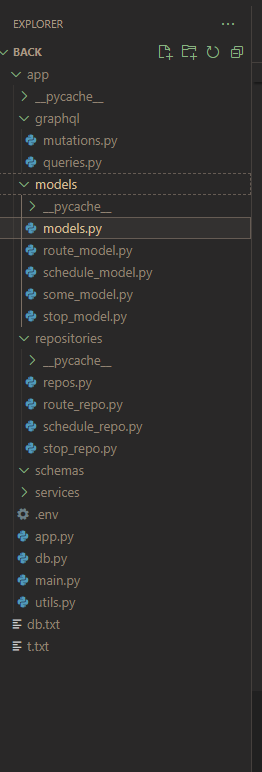 EXPLORER
BACK
app
__pycache__
graphql
mutations.py
queries.py
models
__pycache__
models.py
route_model.py
schedule_model.py
some_model.py
stop_model.py
repositories
__pycache__
repos.py
route_repo.py
schedule_repo.py
stop_repo.py
schemas
services
.env
app.py
db.py
main.py
utils.py
db.txt
t.txt